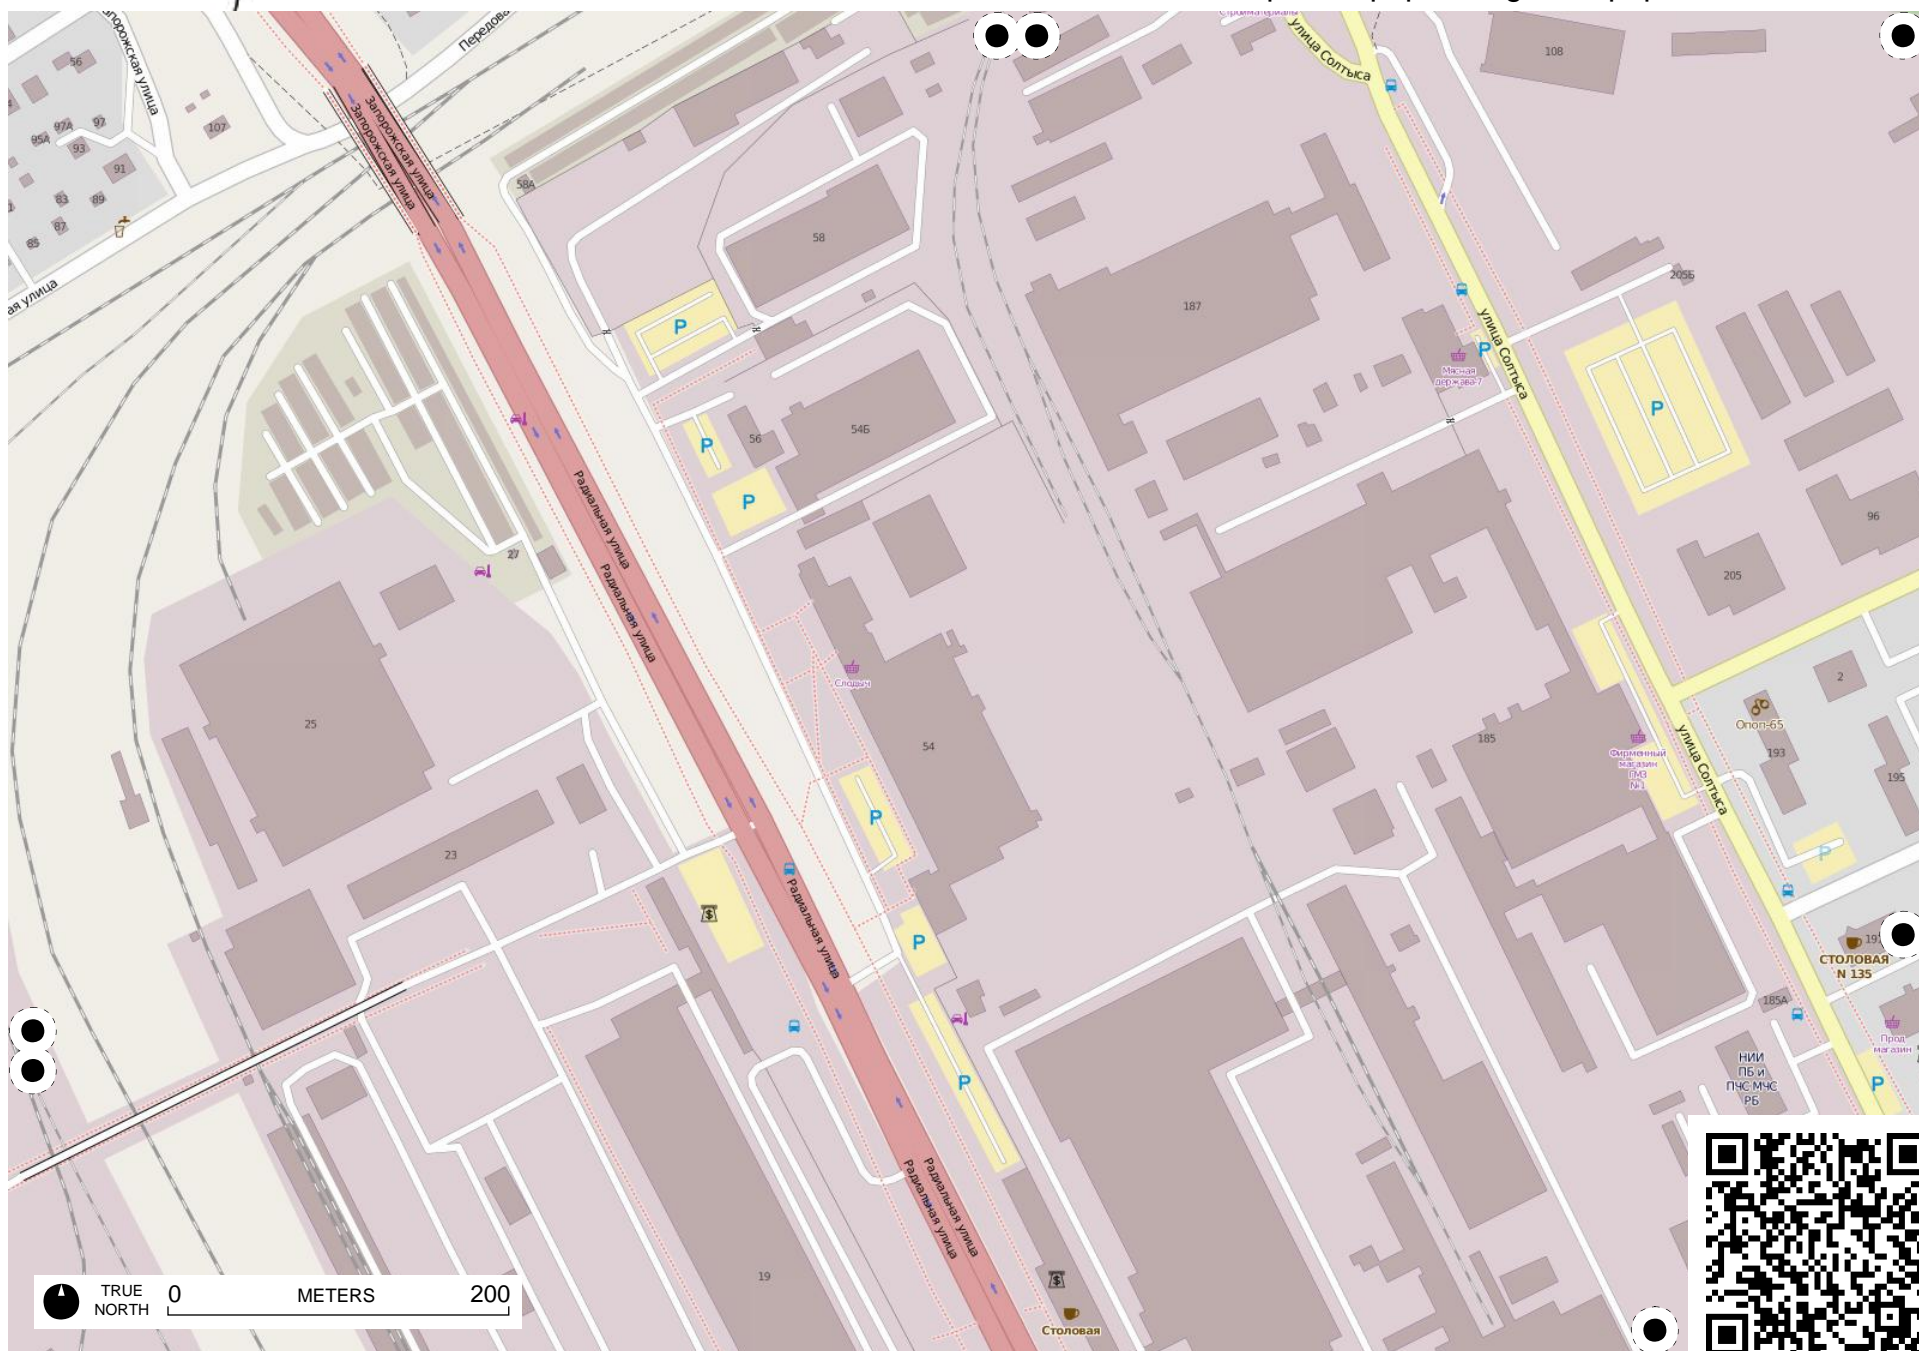 Стройматериалы
улица Солтыса
108
56
97А
97
95А
93
107
91
Запорожская улица
Запорожская улица
83
89
87
85
58А
58
187
205Б
улица Солтыса
P
P
Мясная
держава-7
P
P
56
54Б
P
P
96
Радиальная улица
Радиальная улица
27
205
Слодыч
2
Опоп-65
193
25
54
185
Фирменный
магазин
ГМЗ
№1
улица Солтыса
195
23
P
P
Радиальная улица
P
СТОЛОВАЯ
N 135
185А
Прод
магазин
НИИ
ПБ и
ПЧС МЧС
РБ
P
P
Радиальная улица
Радиальная улица
19
Столовая
TRUE
NORTH
0 METERS 200